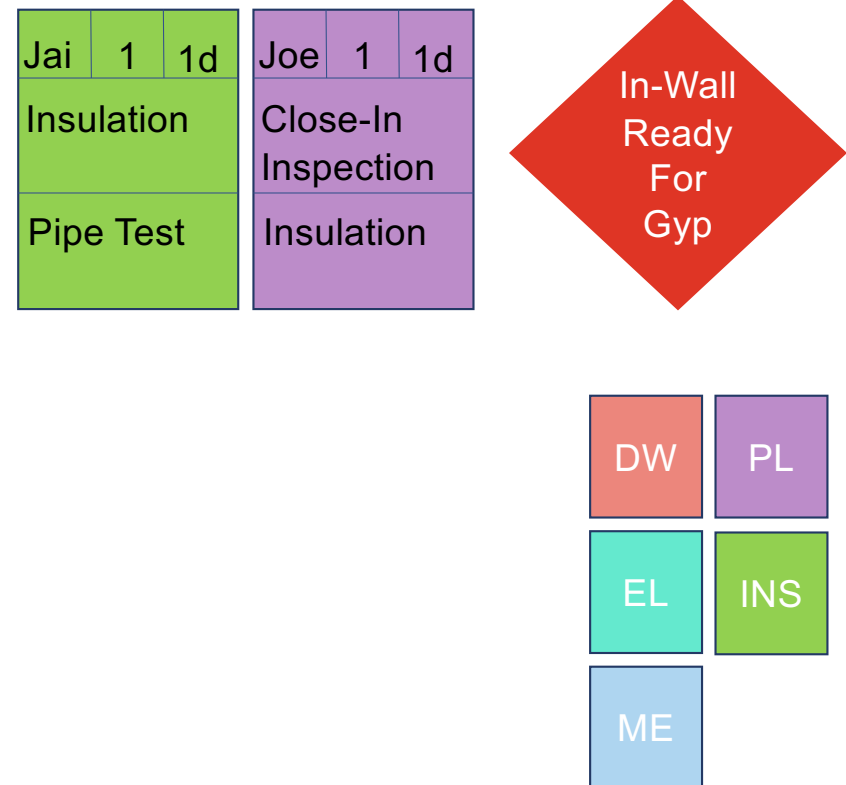 Jai 1 1d
Insulation
Pipe Test
Joe 1 1d
Close-In
Inspection
Insulation
In-Wall
Ready
For
Gyp
DW PL
EL INS
ME